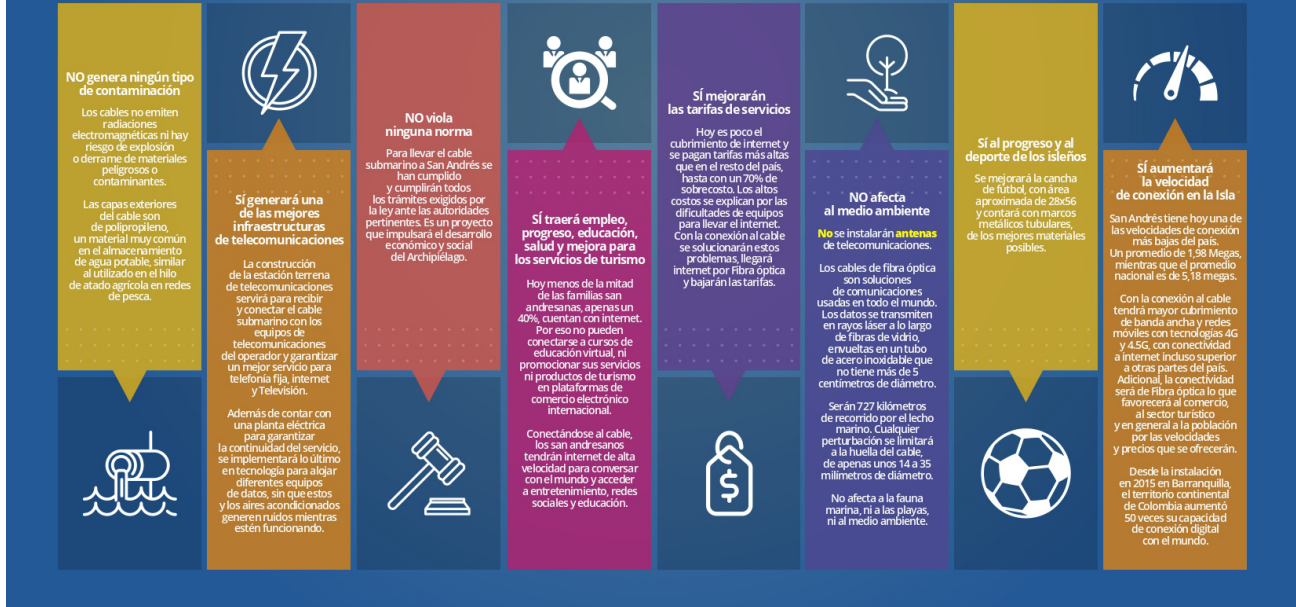 NO genera ningún tipo
de contaminación
Los cables no emiten
radiaciones
electromagnéticas ni hay
riesgo de explosión
o derrame de materiales
peligrosos o
contaminantes.
Las capas exteriores
del cable son
de polipropileno,
un material muy común
en el almacenamiento
de agua potable, similar
al utilizado en el hilo
de atado agrícola en redes
de pesca.
SÍ generará una
de las mejores
infraestructuras
de telecomunicaciones
La construcción
de la estación terrena
de telecomunicaciones
servirá para recibir
y conectar el cable
submarino con los
equipos de
telecomunicaciones
del operador y garantizar
un mejor servicio para
telefonía fija, internet
y Televisión.
Además de contar con
una planta eléctrica
para garantizar
la continuidad del servicio,
se implementará lo último
en tecnología para alojar
diferentes equipos
de datos, sin que estos
y los aires acondicionados
generen ruidos mientras
estén funcionando.
NO viola
ninguna norma
Para llevar el cable
submarino a San Andrés se
han cumplido
y cumplirán todos
los trámites exigidos por
la ley ante las autoridades
pertinentes. Es un proyecto
que impulsará el desarrollo
económico y social
del Archipiélago.
SÍ traerá empleo,
progreso, educación,
salud y mejora para
los servicios de turismo
Hoy menos de la mitad
de las familias san
andresanas, apenas un
40%, cuentan con internet.
Por eso no pueden
conectarse a cursos de
educación virtual, ni
promocionar sus servicios
ni productos de turismo
en plataformas de
comercio electrónico
internacional.
Conectándose al cable,
los san andresanos
tendrán internet de alta
velocidad para conversar
con el mundo y acceder
a entretenimiento, redes
sociales y educación.
SÍ mejorarán
las tarifas de servicios
Hoy es poco el
cubrimiento de internet y
se pagan tarifas más altas
que en el resto del país,
hasta con un 70% de
sobrecosto. Los altos
costos se explican por las
dificultades de equipos
para llevar el internet.
Con la conexión al cable
se solucionarán estos
problemas, llegará
internet por Fibra óptica
y bajarán las tarifas.
$
NO afecta
al medio ambiente
No se instalarán antenas
de telecomunicaciones.
Los cables de fibra óptica
son soluciones
de comunicaciones
usadas en todo el mundo.
Los datos se transmiten
en rayos láser a lo largo
de fibras de vidrio,
envueltas en un tubo
de acero inoxidable que
no tiene más de 5
centímetros de diámetro.
Serán 727 kilómetros
de recorrido por el lecho
marino. Cualquier
perturbación se limitará
a la huella del cable,
de apenas unos 14 a 35
milímetros de diámetro.
No afecta a la fauna
marina, ni a las playas,
ni al medio ambiente.
Sí al progreso y al
deporte de los isleños
Se mejorará la cancha
de fútbol, con área
aproximada de 28x56
y contará con marcos
metálicos tubulares,
de los mejores materiales
posibles.
SÍ aumentará
la velocidad
de conexión en la Isla
San Andrés tiene hoy una de
las velocidades de conexión
más bajas del país.
Un promedio de 1,98 Megas,
mientras que el promedio
nacional es de 5,18 megas.
Con la conexión al cable
tendrá mayor cubrimiento
de banda ancha y redes
móviles con tecnologías 4G
y 4.5G, con conectividad
a internet incluso superior
a otras partes del país.
Adicional, la conectividad
será de Fibra óptica lo que
favorecerá al comercio,
al sector turístico
y en general a la población
por las velocidades
y precios que se ofrecerán.
Desde la instalación
en 2015 en Barranquilla,
el territorio continental
de Colombia aumentó
50 veces su capacidad
de conexión digital
con el mundo.